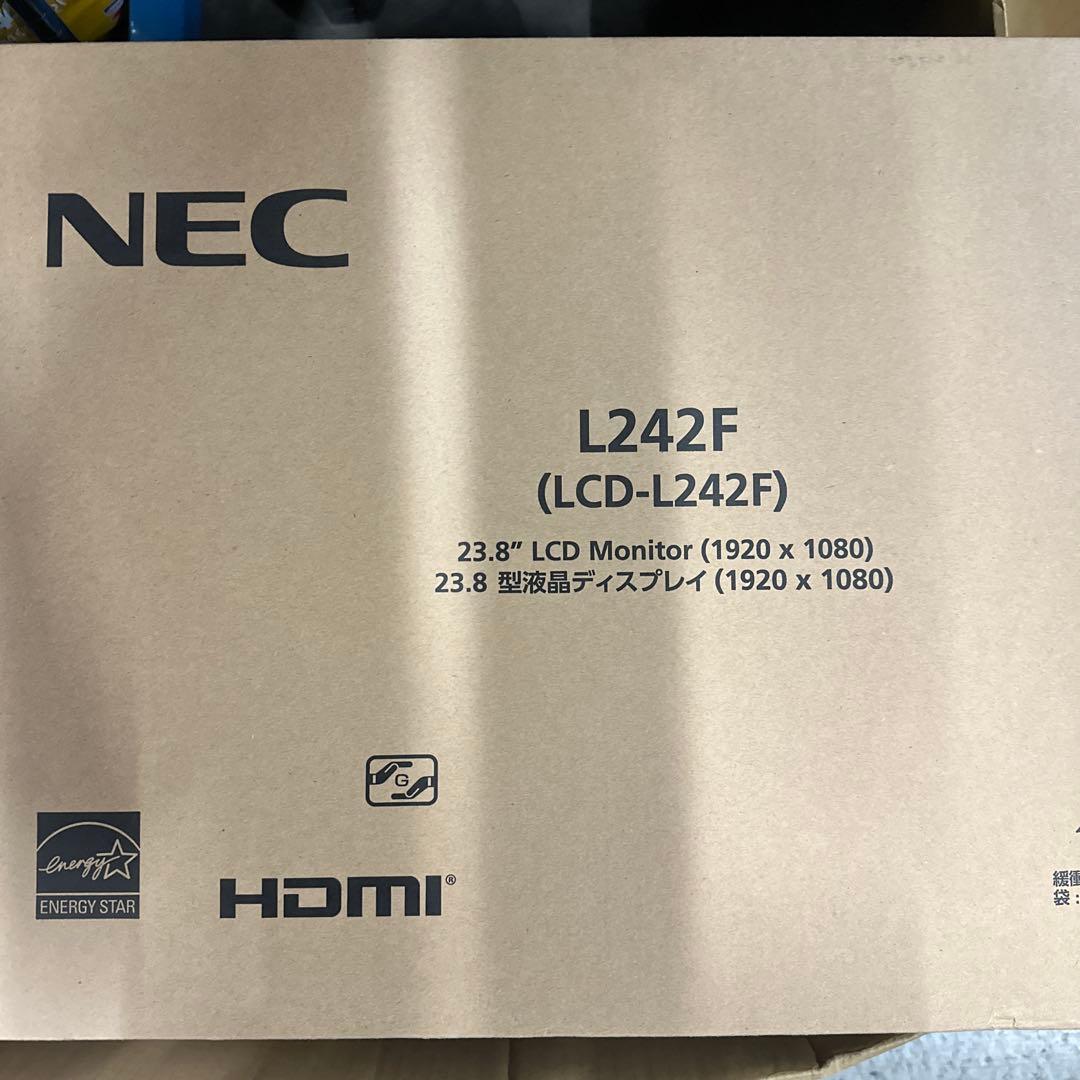 NEC
L242F
(LCD-L242F)
23.8" LCD Monitor (1920 x 1080)
23.8 型液晶ディスプレイ (1920 x 1080)
G
energy
ENERGY STAR
HDMI®
緩衝
袋: